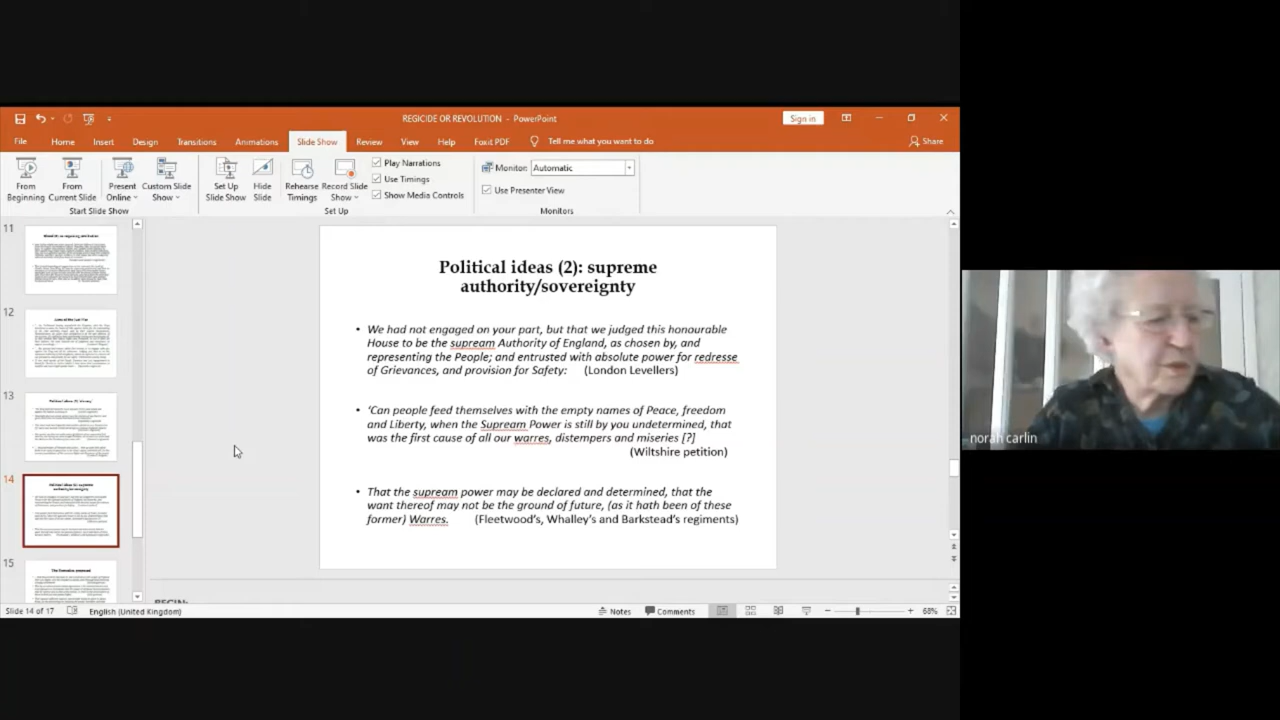 REGICIDE OR REVOLUTION - PowerPoint
Sign in
File
Home
Insert
Design
Transitions
Animations
Slide Show
Review
View
Help
Foxit PDF
Tell me what you want to do
Share
From Beginning
From Current Slide
Present Online
Custom Slide Show
Set Up Slide Show
Hide Slide
Rehearse Timings
Record Slide Show
Play Narrations
Use Timings
Show Media Controls
Monitor:
Automatic
Use Presenter View
Start Slide Show
Set Up
Monitors
11
12
13
14
15
Political ideas (2): supreme
authority/sovereignty
• We had not engaged on your part, but that we judged this honourable
House to be the supream Authority of England, as chosen by, and
representing the People, and entrusted with absolute power for redresse
of Grievances, and provision for Safety: (London Levellers)
• 'Can people feed themselves with the empty names of Peace, freedom
and Liberty, when the Supream Power is still by you undetermined, that
was the first cause of all our warres, distempers and miseries [?]
(Wiltshire petition)
• That the supream power may be declared and determined, that the
want thereof may not be the ground of future, (as it hath been of these
former) Warres. (Fleetwood's, Whalley's and Barkstead's regiments)
norah carlin
Slide 14 of 17
English (United Kingdom)
Notes
Comments
68%